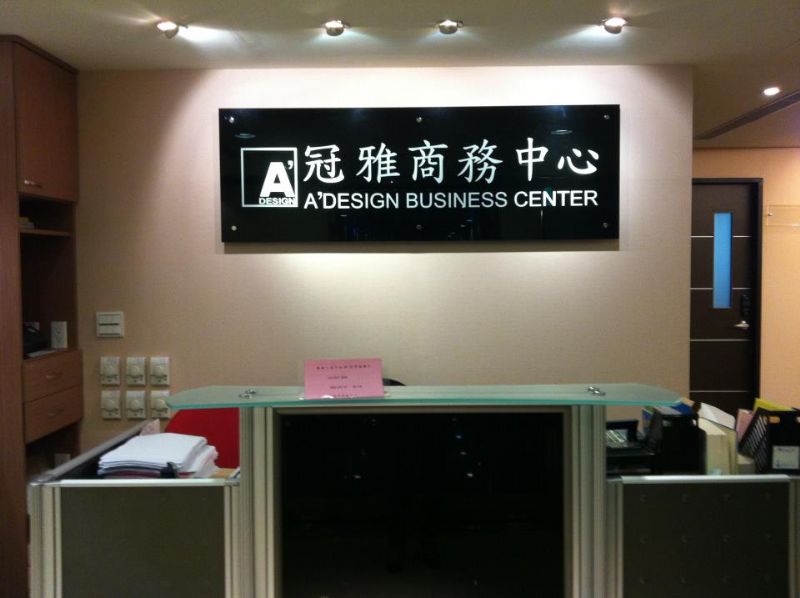 A'
DESIGN
冠雅商務中心
A'DESIGN BUSINESS CENTER